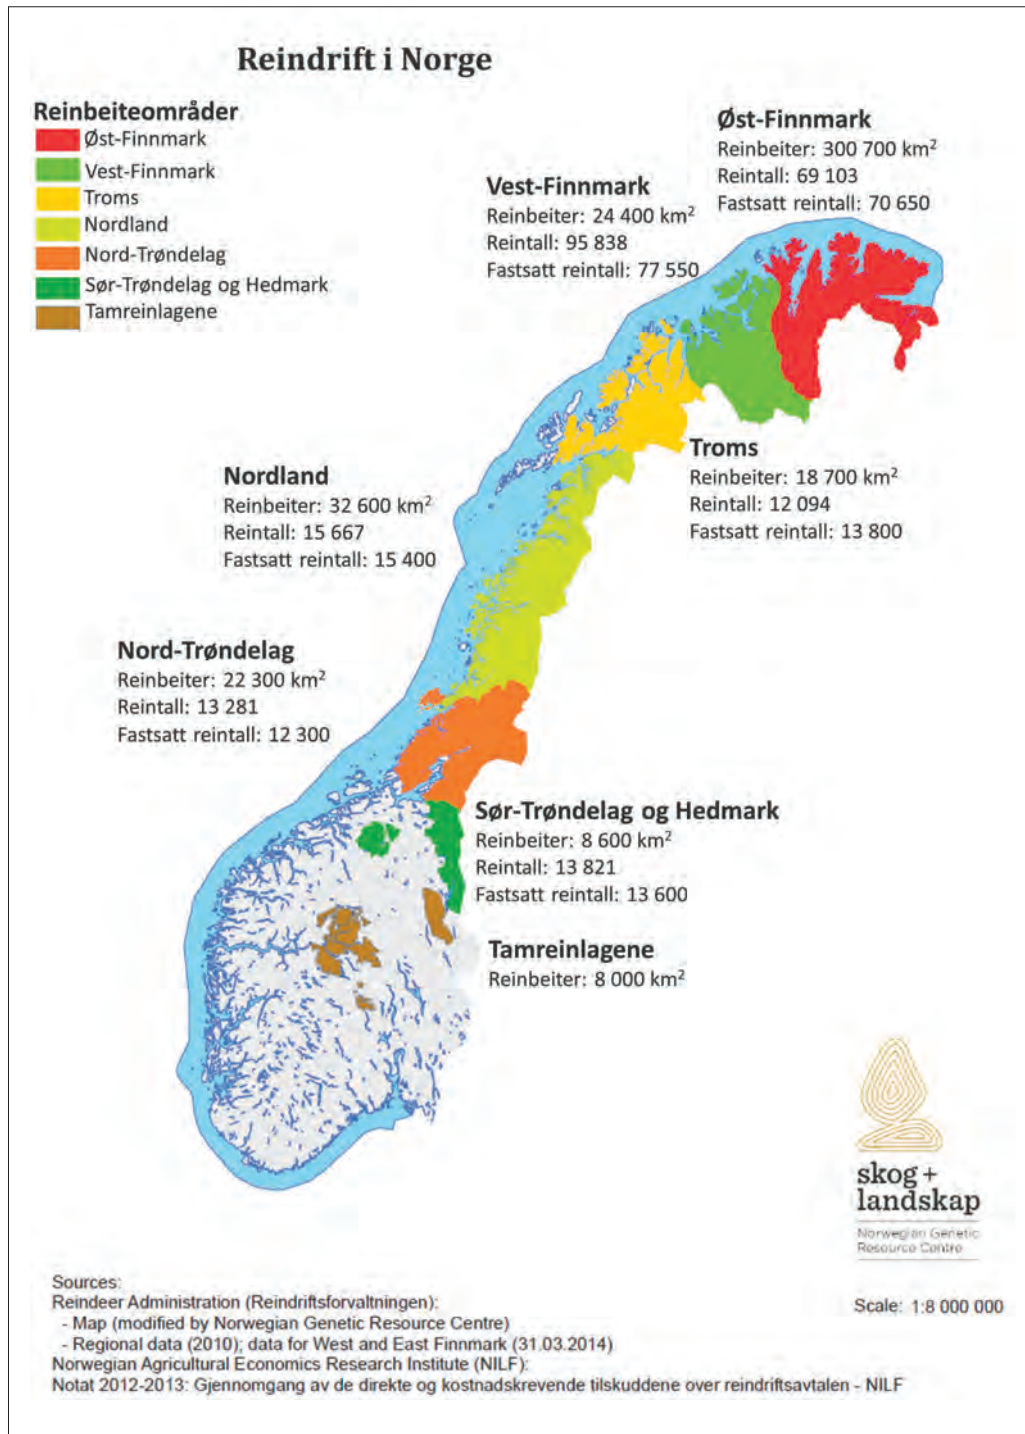 Reindrift i Norge
Reinbeiteområder
Øst-Finnmark
Vest-Finnmark
Troms
Nordland
Nord-Trøndelag
Sør-Trøndelag og Hedmark
Tamreinlagene
Øst-Finnmark
Reinbeiter: 300 700 km²
Reintall: 69 103
Fastsatt reintall: 70 650
Vest-Finnmark
Reinbeiter: 24 400 km²
Reintall: 95 838
Fastsatt reintall: 77 550
Troms
Reinbeiter: 18 700 km²
Reintall: 12 094
Fastsatt reintall: 13 800
Nordland
Reinbeiter: 32 600 km²
Reintall: 15 667
Fastsatt reintall: 15 400
Nord-Trøndelag
Reinbeiter: 22 300 km²
Reintall: 13 281
Fastsatt reintall: 12 300
Sør-Trøndelag og Hedmark
Reinbeiter: 8 600 km²
Reintall: 13 821
Fastsatt reintall: 13 600
Tamreinlagene
Reinbeiter: 8 000 km²
skog +
landskap
Norwegian Genetic
Resource Centre
Scale: 1:8 000 000
Sources:
Reindeer Administration (Reindriftsforvaltningen):
- Map (modified by Norwegian Genetic Resource Centre)
- Regional data (2010); data for West and East Finnmark (31.03.2014)
Norwegian Agricultural Economics Research Institute (NILF):
Notat 2012-2013: Gjennomgang av de direkte og kostnadskrevende tilskuddene over reindriftsavtalen - NILF